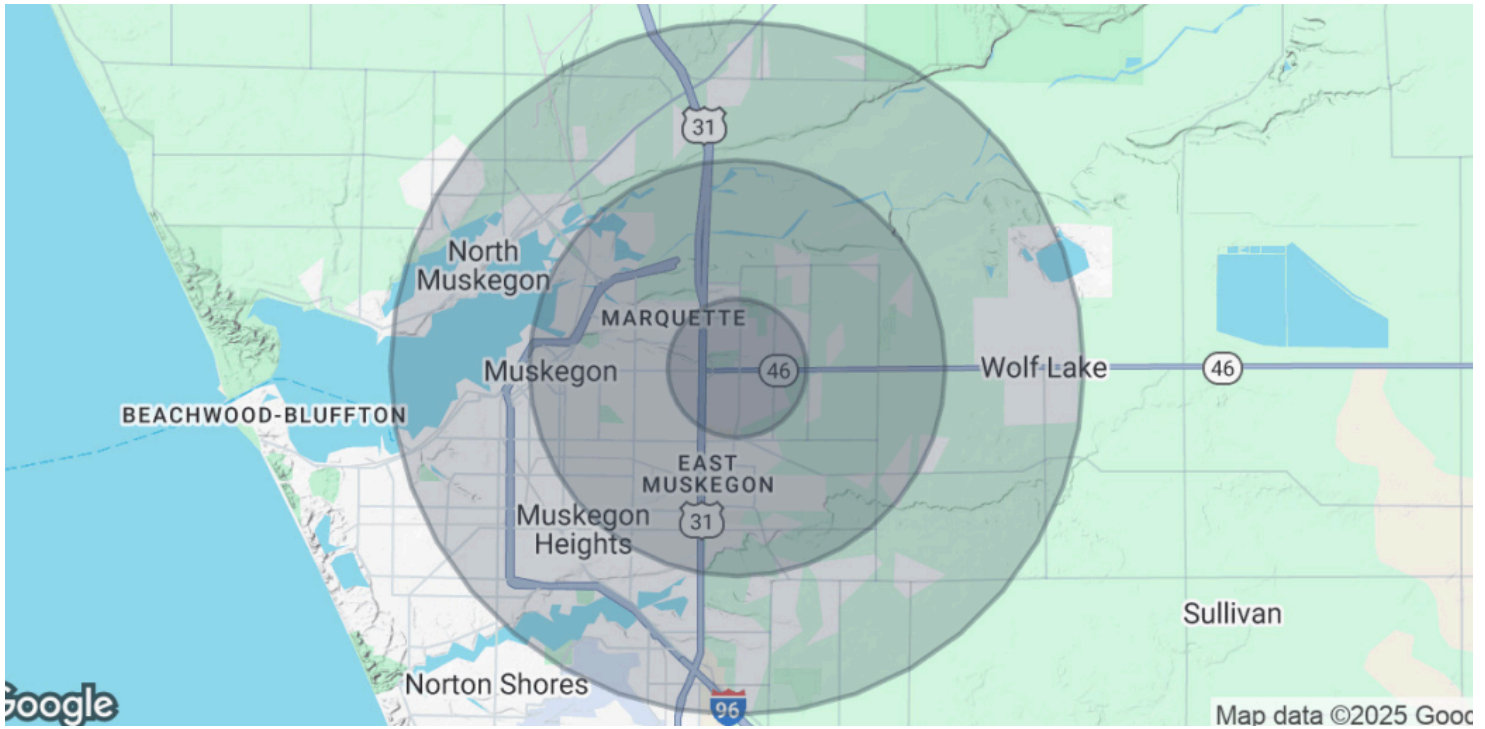 31
North
Muskegon
MARQUETTE
Muskegon
46
Wolf Lake
46
BEACHWOOD-BLUFFTON
EAST
MUSKEGON
Muskegon
Heights
31
Sullivan
Norton Shores
Google
96
Map data ©2025 Goog